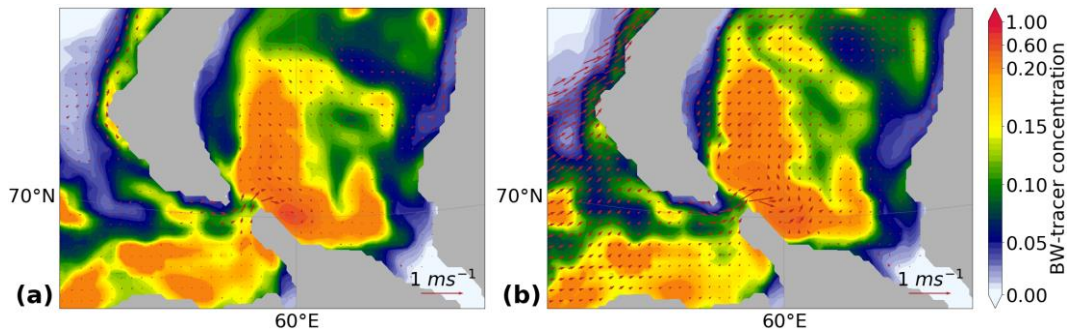 70°N
(a)
1 ms⁻¹
60°E
70°N
(b)
1 ms⁻¹
60°E
1.00
0.60
0.20
0.15
0.10
0.05
0.00
BW-tracer concentration